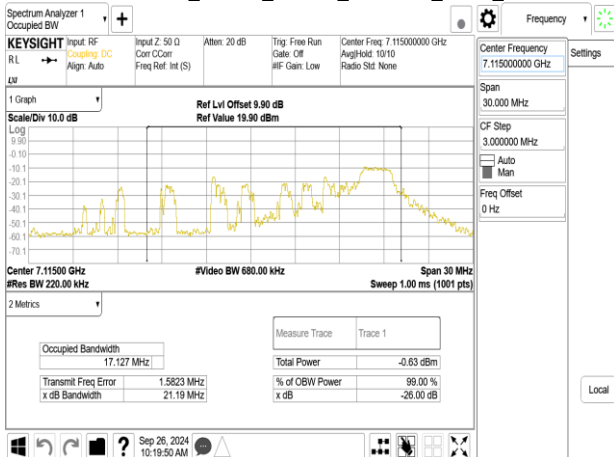 Spectrum Analyzer 1
Occupied BW
Frequency
KEYSIGHT
RL
LXI
Input: RF
Coupling: DC
Align: Auto
Input Z: 50 Ω
Corr CCorr
Freq Ref: Int (S)
Atten: 20 dB
Trig: Free Run
Gate: Off
#IF Gain: Low
Center Freq: 7.115000000 GHz
Avg|Hold: 10/10
Radio Std: None
Center Frequency
7.115000000 GHz
Settings
Span
30.000 MHz
CF Step
3.000000 MHz
Auto
Man
Freq Offset
0 Hz
Local
1 Graph
Scale/Div 10.0 dB
Ref Lvl Offset 9.90 dB
Ref Value 19.90 dBm
Log
9.90
-0.10
-10.1
-20.1
-30.1
-40.1
-50.1
-60.1
-70.1
Center 7.11500 GHz
#Video BW 680.00 kHz
Span 30 MHz
#Res BW 220.00 kHz
Sweep 1.00 ms (1001 pts)
2 Metrics
Measure Trace Trace 1
Occupied Bandwidth
17.127 MHz
Total Power -0.63 dBm
Transmit Freq Error 1.5823 MHz
% of OBW Power 99.00 %
x dB Bandwidth 21.19 MHz
x dB -26.00 dB
?
Sep 26, 2024
10:19:50 AM